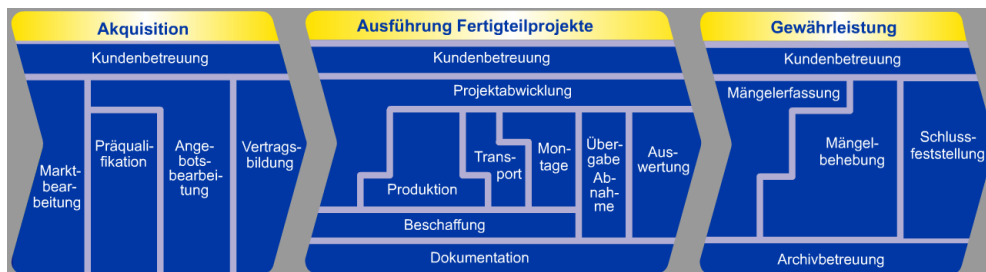 Akquisition
Kundenbetreuung
Markt-
bear-
beitung
Präquali-
fikation
Ange-
bots-
bearbei-
tung
Vertrags-
bildung
Ausführung Fertigteilprojekte
Kundenbetreuung
Projektabwicklung
Produktion
Trans-
port
Mon-
tage
Über-
gabe
Ab-
nah-
me
Aus-
wertung
Beschaffung
Dokumentation
Gewährleistung
Kundenbetreuung
Mängelerfassung
Mängel-
behebung
Schluss-
feststellung
Archivbetreuung